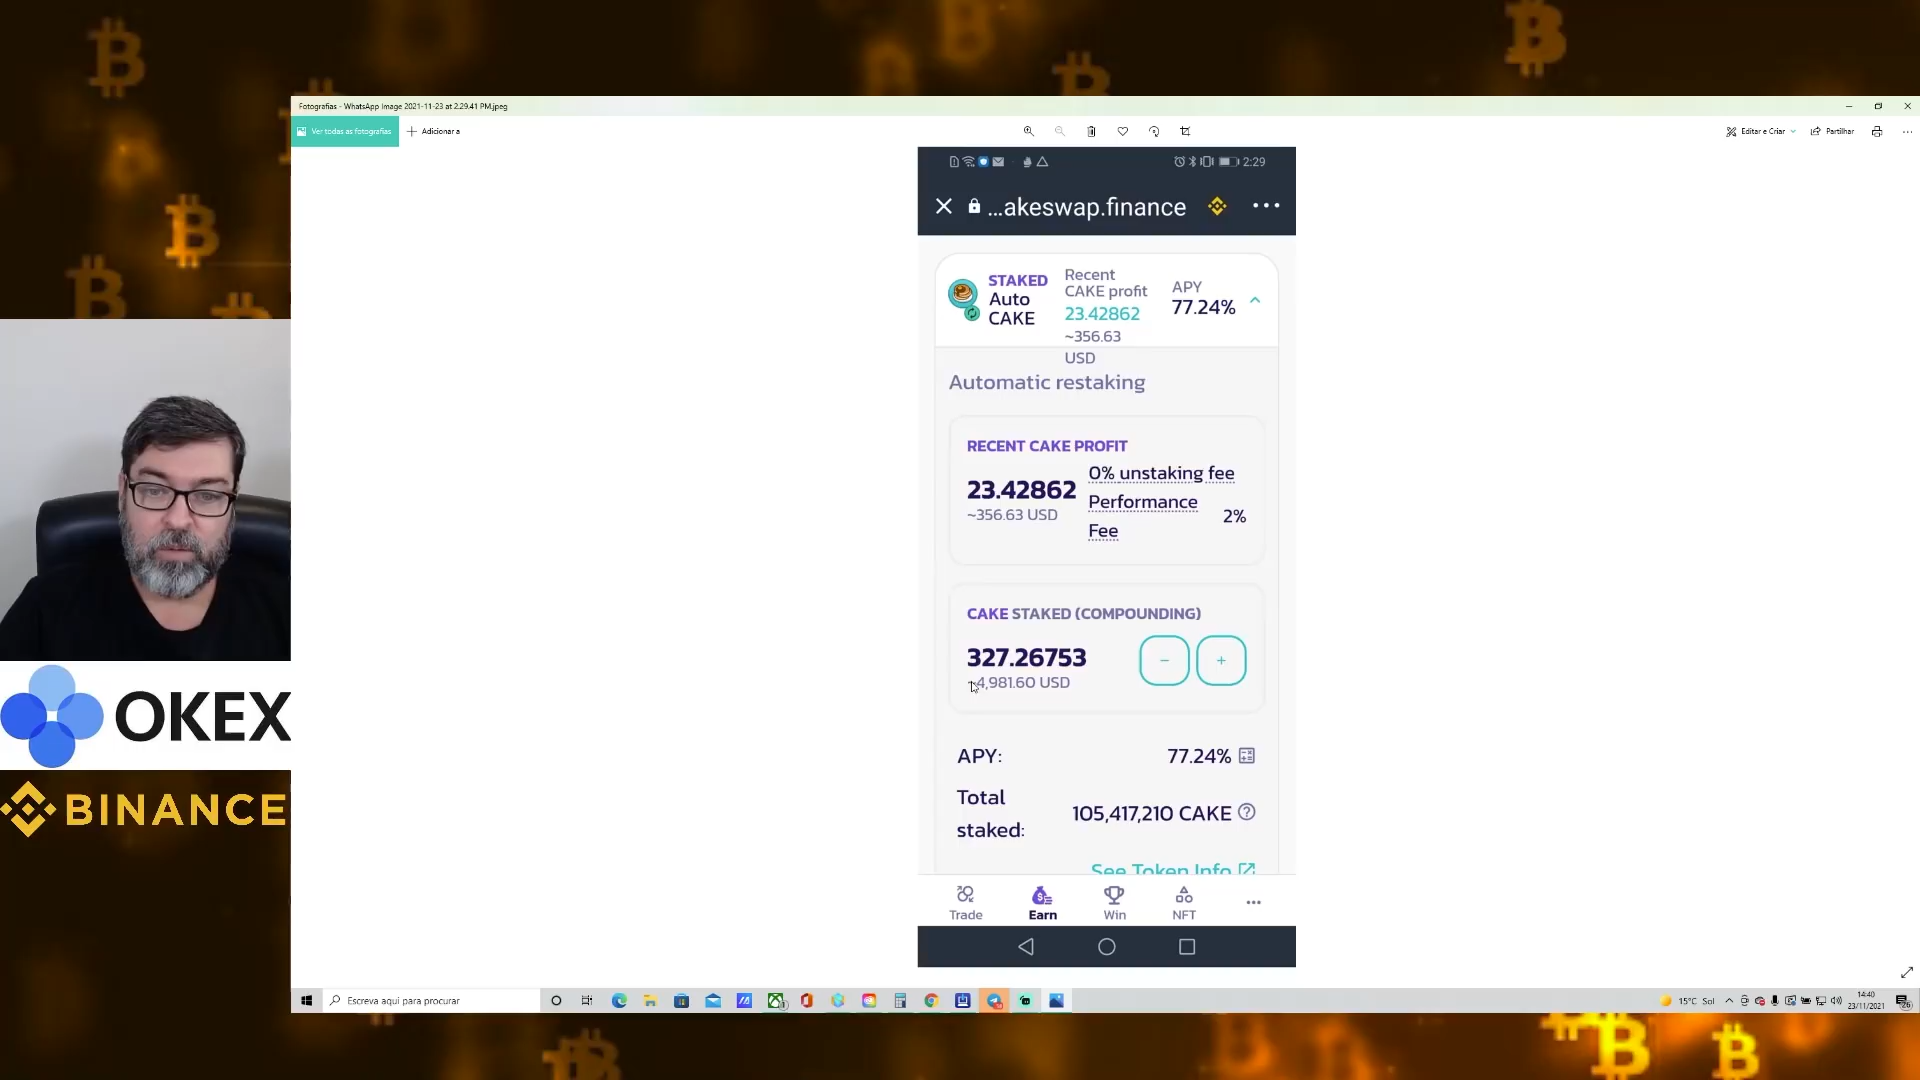 Fotografias - WhatsApp Image 2021-11-23 at 2.29.41 PM.jpeg
Ver todas as fotografias
Adicionar a
Editar e Criar
Partilhar
2:29
...akeswap.finance
STAKED
Auto
CAKE
Recent
CAKE profit
23.42862
~356.63
USD
APY
77.24%
Automatic restaking
RECENT CAKE PROFIT
23.42862
~356.63 USD
0% unstaking fee
Performance
Fee
2%
CAKE STAKED (COMPOUNDING)
327.26753
4,981.60 USD
-
+
APY:
77.24%
Total
staked:
105,417,210 CAKE
See Token Info
Trade
Earn
Win
NFT
OKEX
BINANCE
Escreva aqui para procurar
15°C Sol
14:40
23/11/2021